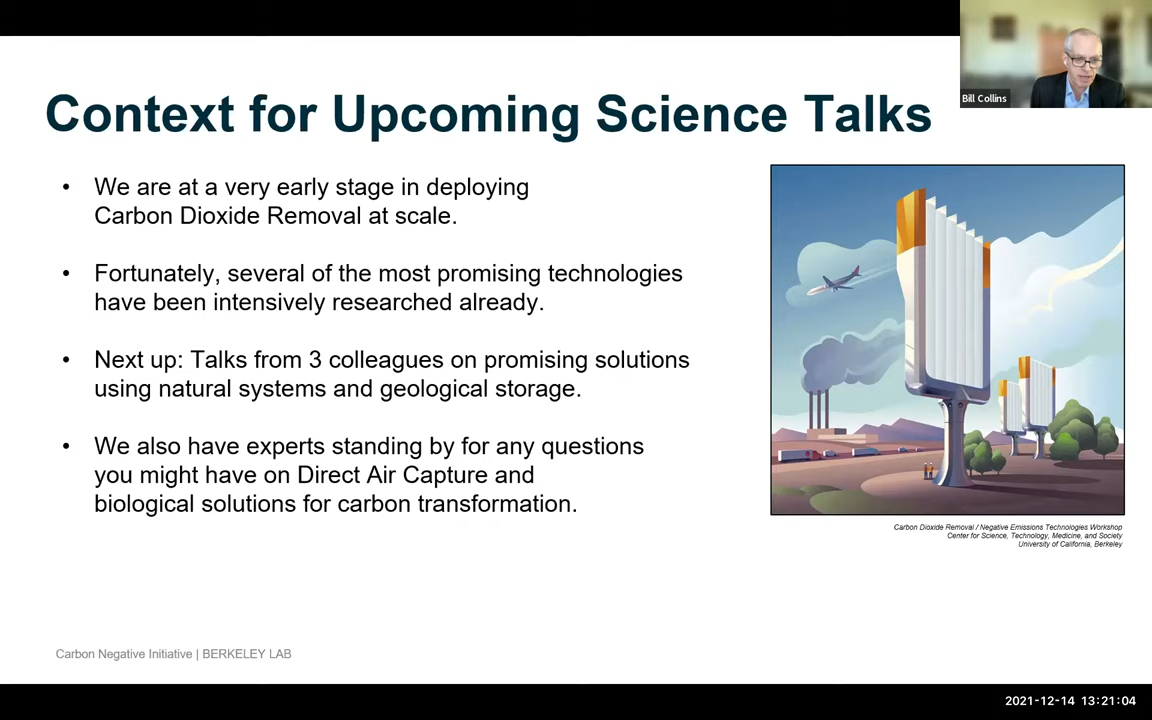 Context for Upcoming Science Talks
Bill Collins
• We are at a very early stage in deploying
Carbon Dioxide Removal at scale.
• Fortunately, several of the most promising technologies
have been intensively researched already.
• Next up: Talks from 3 colleagues on promising solutions
using natural systems and geological storage.
• We also have experts standing by for any questions
you might have on Direct Air Capture and
biological solutions for carbon transformation.
Carbon Dioxide Removal / Negative Emissions Technologies Workshop
Center for Science, Technology, Medicine, and Society
University of California, Berkeley
Carbon Negative Initiative | BERKELEY LAB
2021-12-14 13:21:04